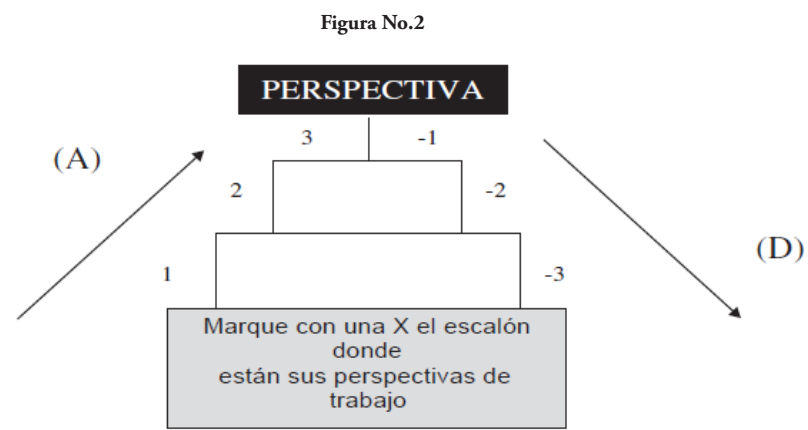 Figura No.2
PERSPECTIVA
3 -1
(A)
2 -2
(D)
1 -3
Marque con una X el escalón
donde
están sus perspectivas de
trabajo